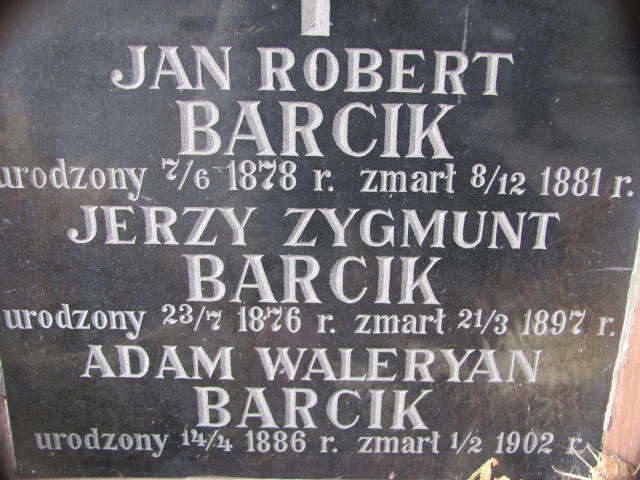 JAN ROBERT
BARCIK
urodzony 7/6 1878 r. zmarł 8/12 1881 r.
JERZY ZYGMUNT
BARCIK
urodzony 23/7 1876 r. zmarł 21/3 1897 r.
ADAM WALERYAN
BARCIK
urodzony 14/4 1886 r. zmarł 1/2 1902 r.